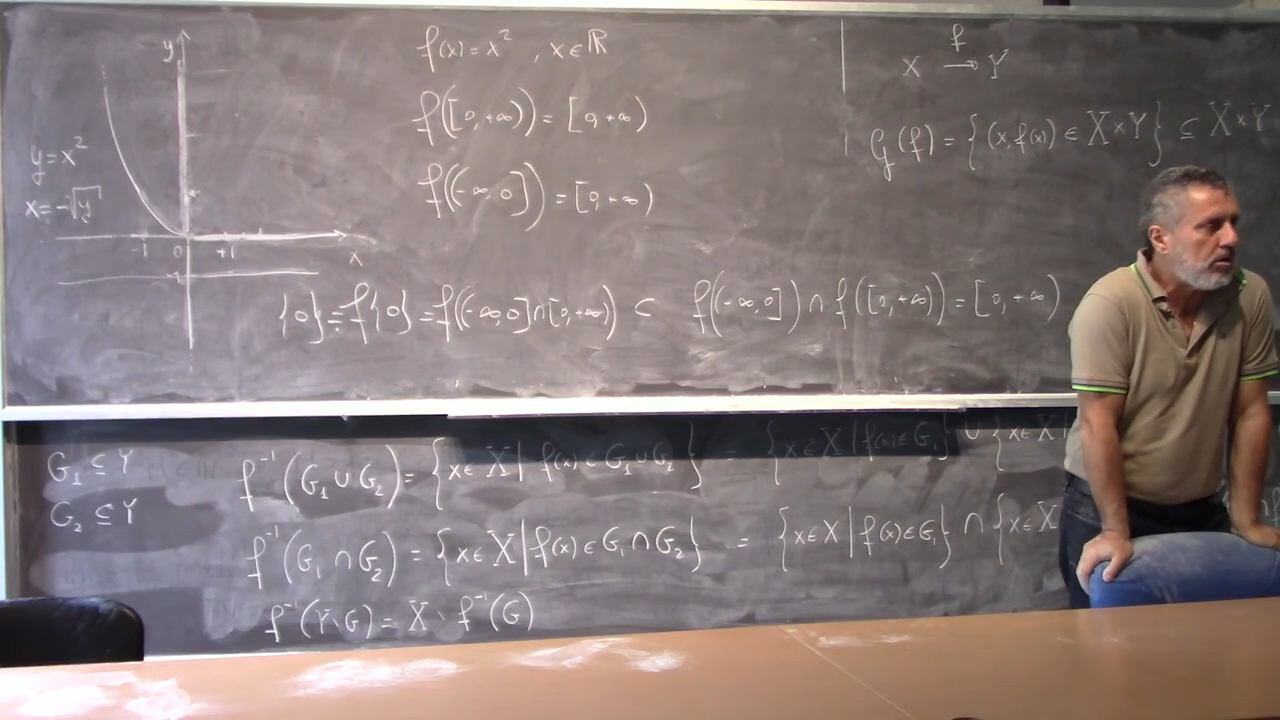 y
y = x²
x = -√y
-1 0 +1 x
f(x) = x² , x ∈ ℝ
f([0, +∞)) = [0, +∞)
f((-∞, 0]) = [0, +∞)
{0} = f{0} = f((-∞, 0] ∩ [0, +∞)) ⊂ f((-∞, 0]) ∩ f([0, +∞)) = [0, +∞)
X →f Y
G(f) = {(x, f(x)) ∈ X × Y} ⊆ X × Y
G₁ ⊆ Y
G₂ ⊆ Y
f⁻¹(G₁ ∪ G₂) = {x ∈ X | f(x) ∈ G₁ ∪ G₂} = {x ∈ X | f(x) ∈ G₁} ∪ {x ∈ X |
f⁻¹(G₁ ∩ G₂) = {x ∈ X | f(x) ∈ G₁ ∩ G₂} = {x ∈ X | f(x) ∈ G₁} ∩ {x ∈ X
f⁻¹(Y \ G) = X \ f⁻¹(G)